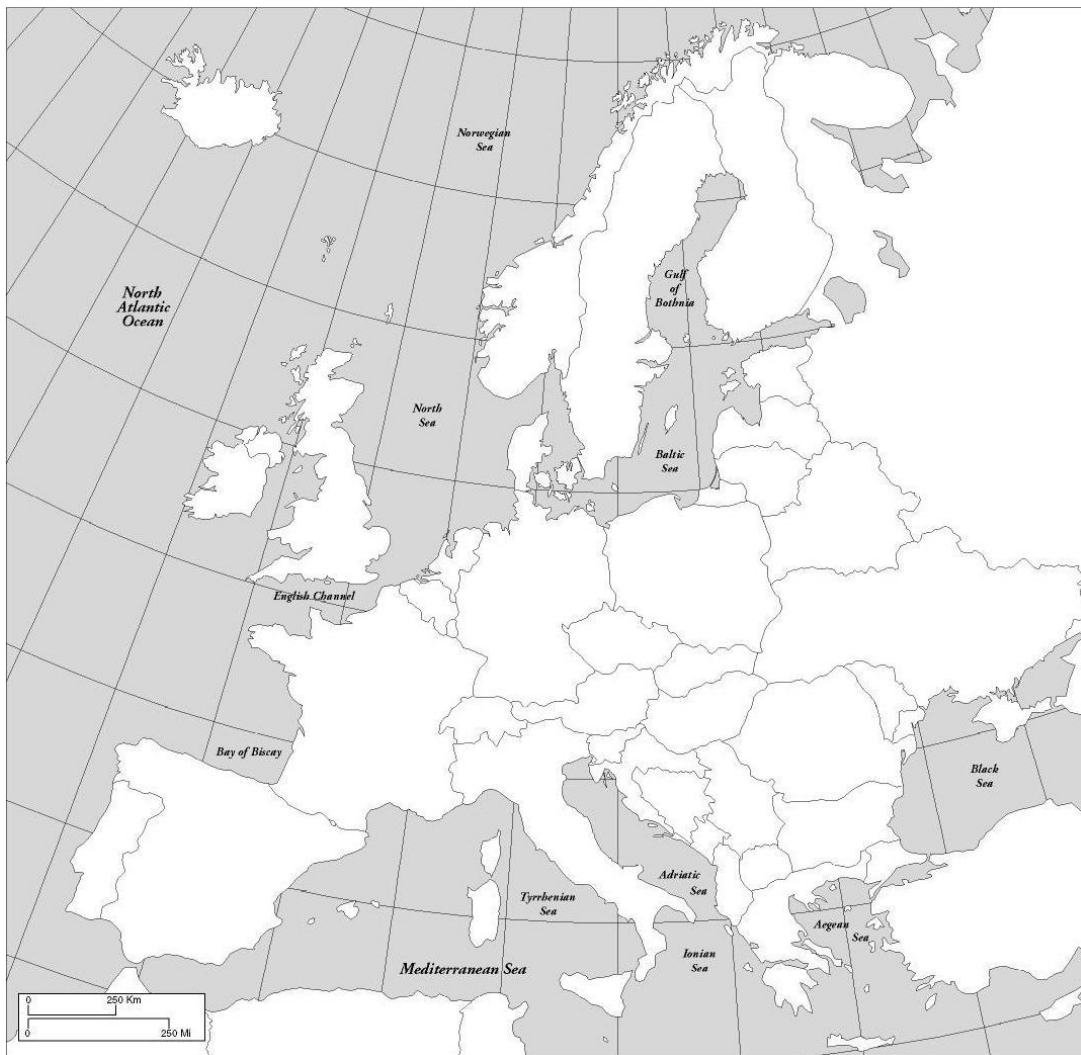 Norwegian
Sea
North
Atlantic
Ocean
Gulf
of
Bothnia
North
Sea
Baltic
Sea
English Channel
Bay of Biscay
Black
Sea
Adriatic
Sea
Tyrrhenian
Sea
Aegean
Sea
Ionian
Sea
Mediterranean Sea
0 250 Km
0 250 Mi